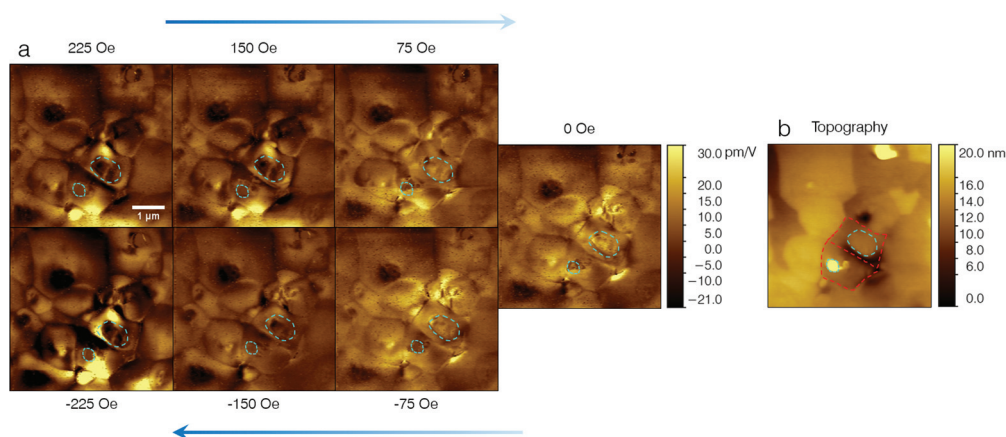 a
225 Oe
150 Oe
75 Oe
1 µm
-225 Oe
-150 Oe
-75 Oe
0 Oe
30.0 pm/V
20.0
15.0
10.0
5.0
0.0
−5.0
−10.0
−21.0
b
Topography
20.0 nm
16.0
14.0
12.0
10.0
8.0
6.0
0.0